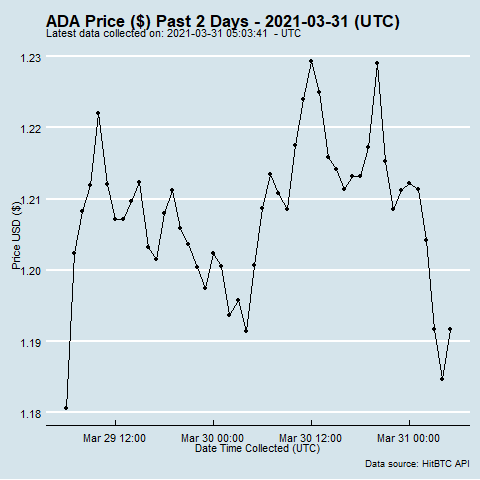 ADA Price ($) Past 2 Days - 2021-03-31 (UTC)
Latest data collected on: 2021-03-31 05:03:41 - UTC
1.23
1.22
1.21
1.20
1.19
1.18
Price USD ($)
Mar 29 12:00
Mar 30 00:00
Mar 30 12:00
Mar 31 00:00
Date Time Collected (UTC)
Data source: HitBTC API